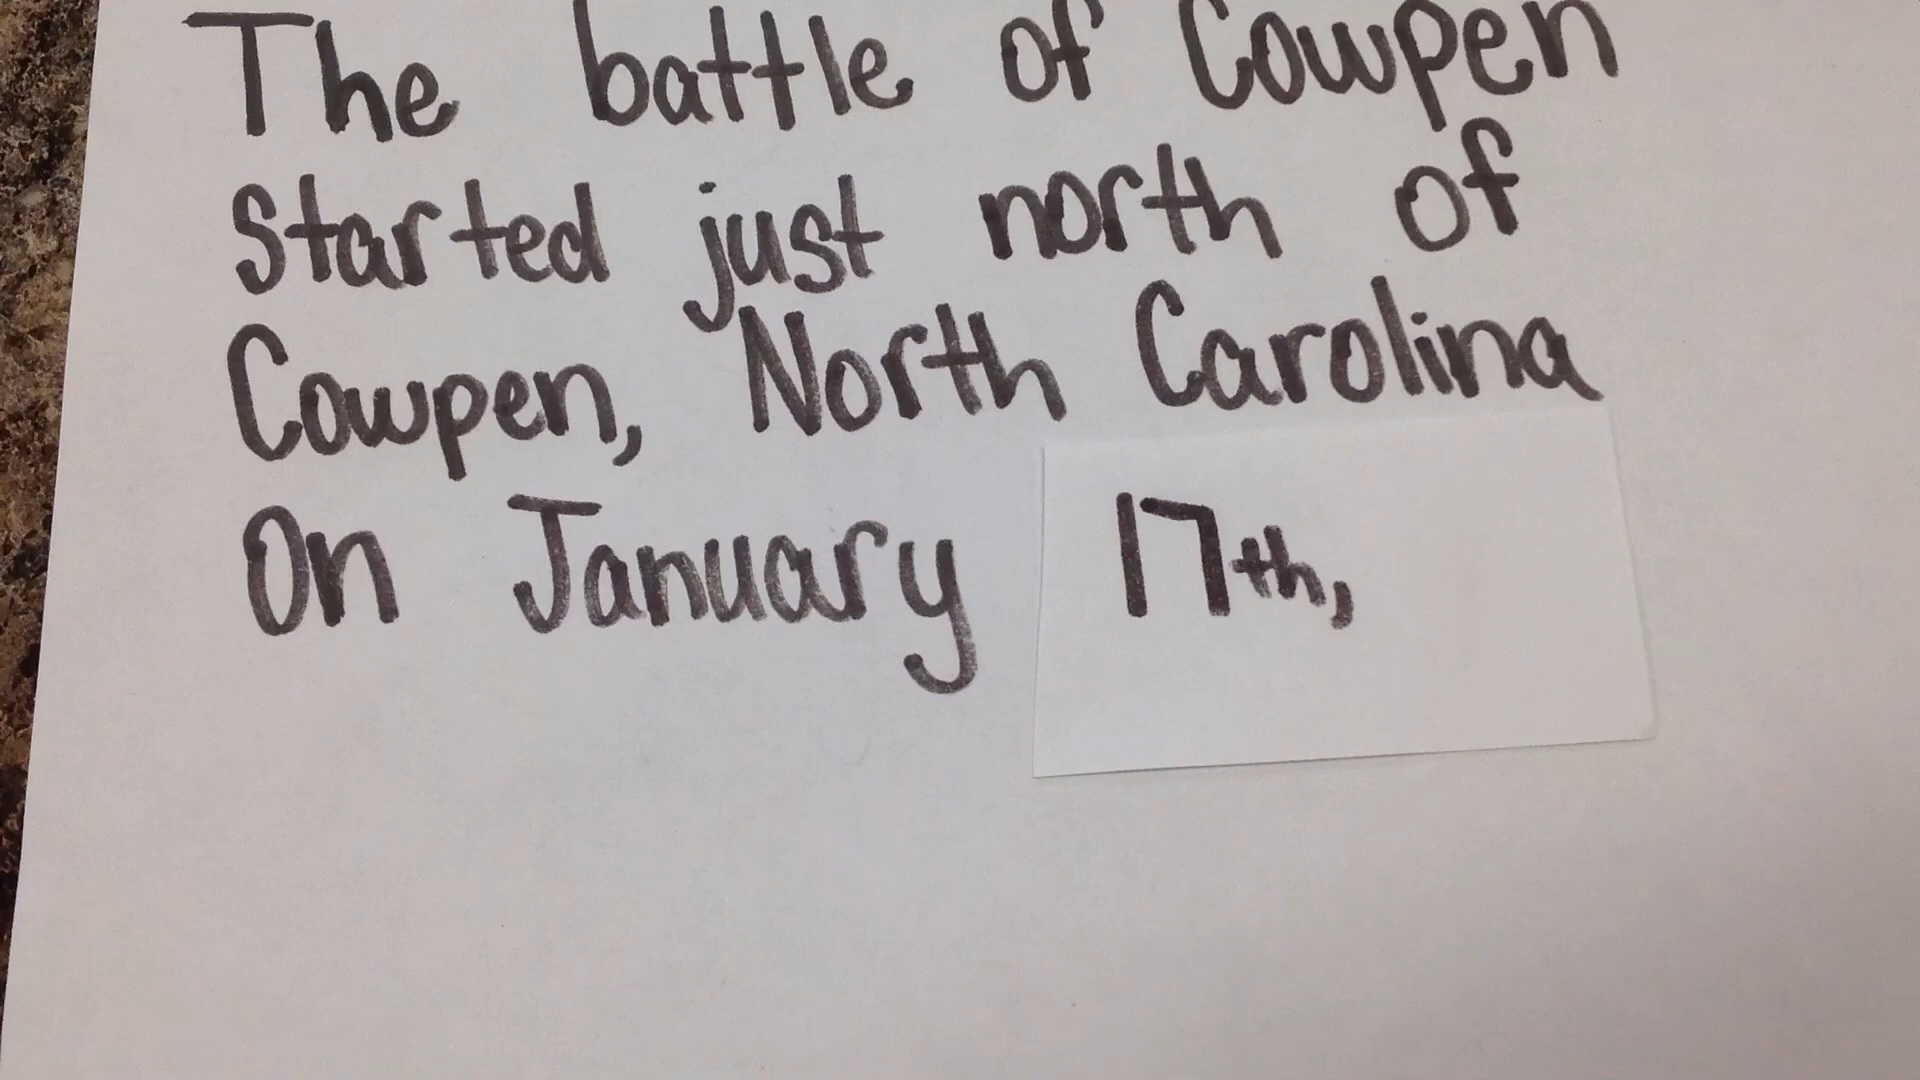 The battle of Cowpen
started just north of
Cowpen, North Carolina
On January 17th,